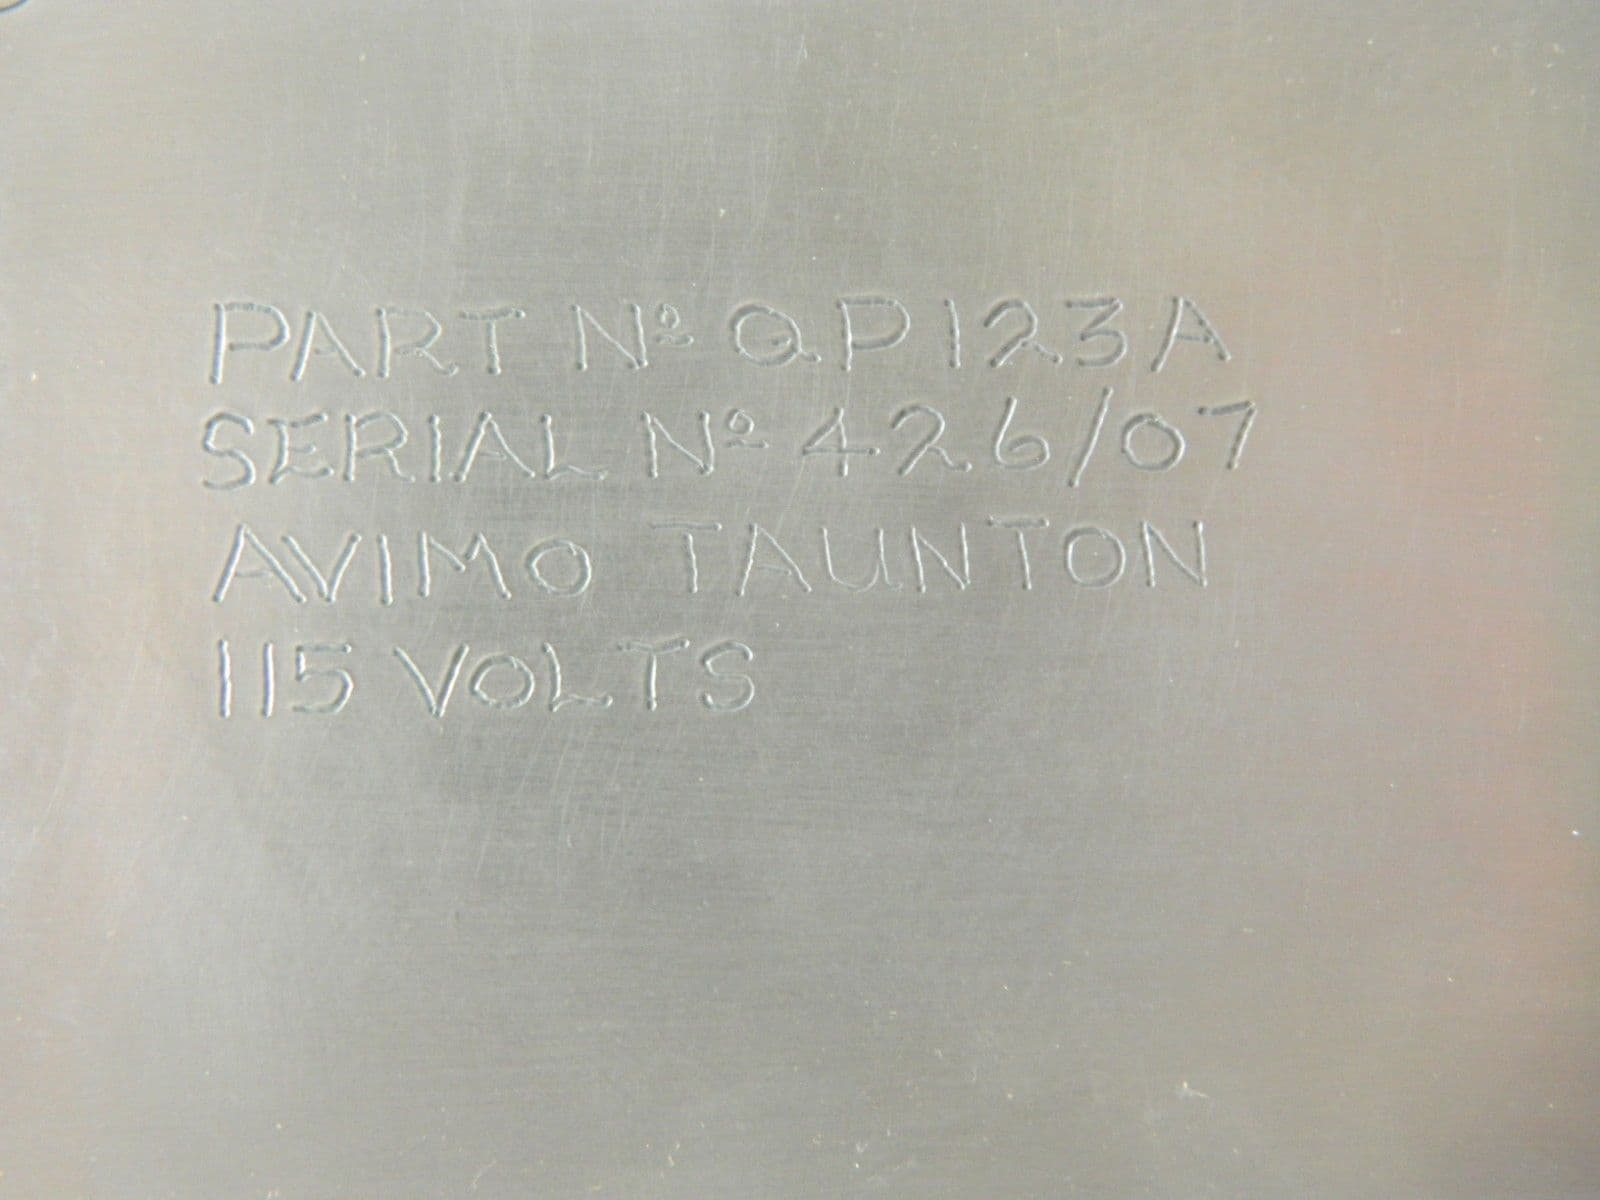 PART Nº QP123A
SERIAL Nº 426/07
AVIMO TAUNTON
115 VOLTS